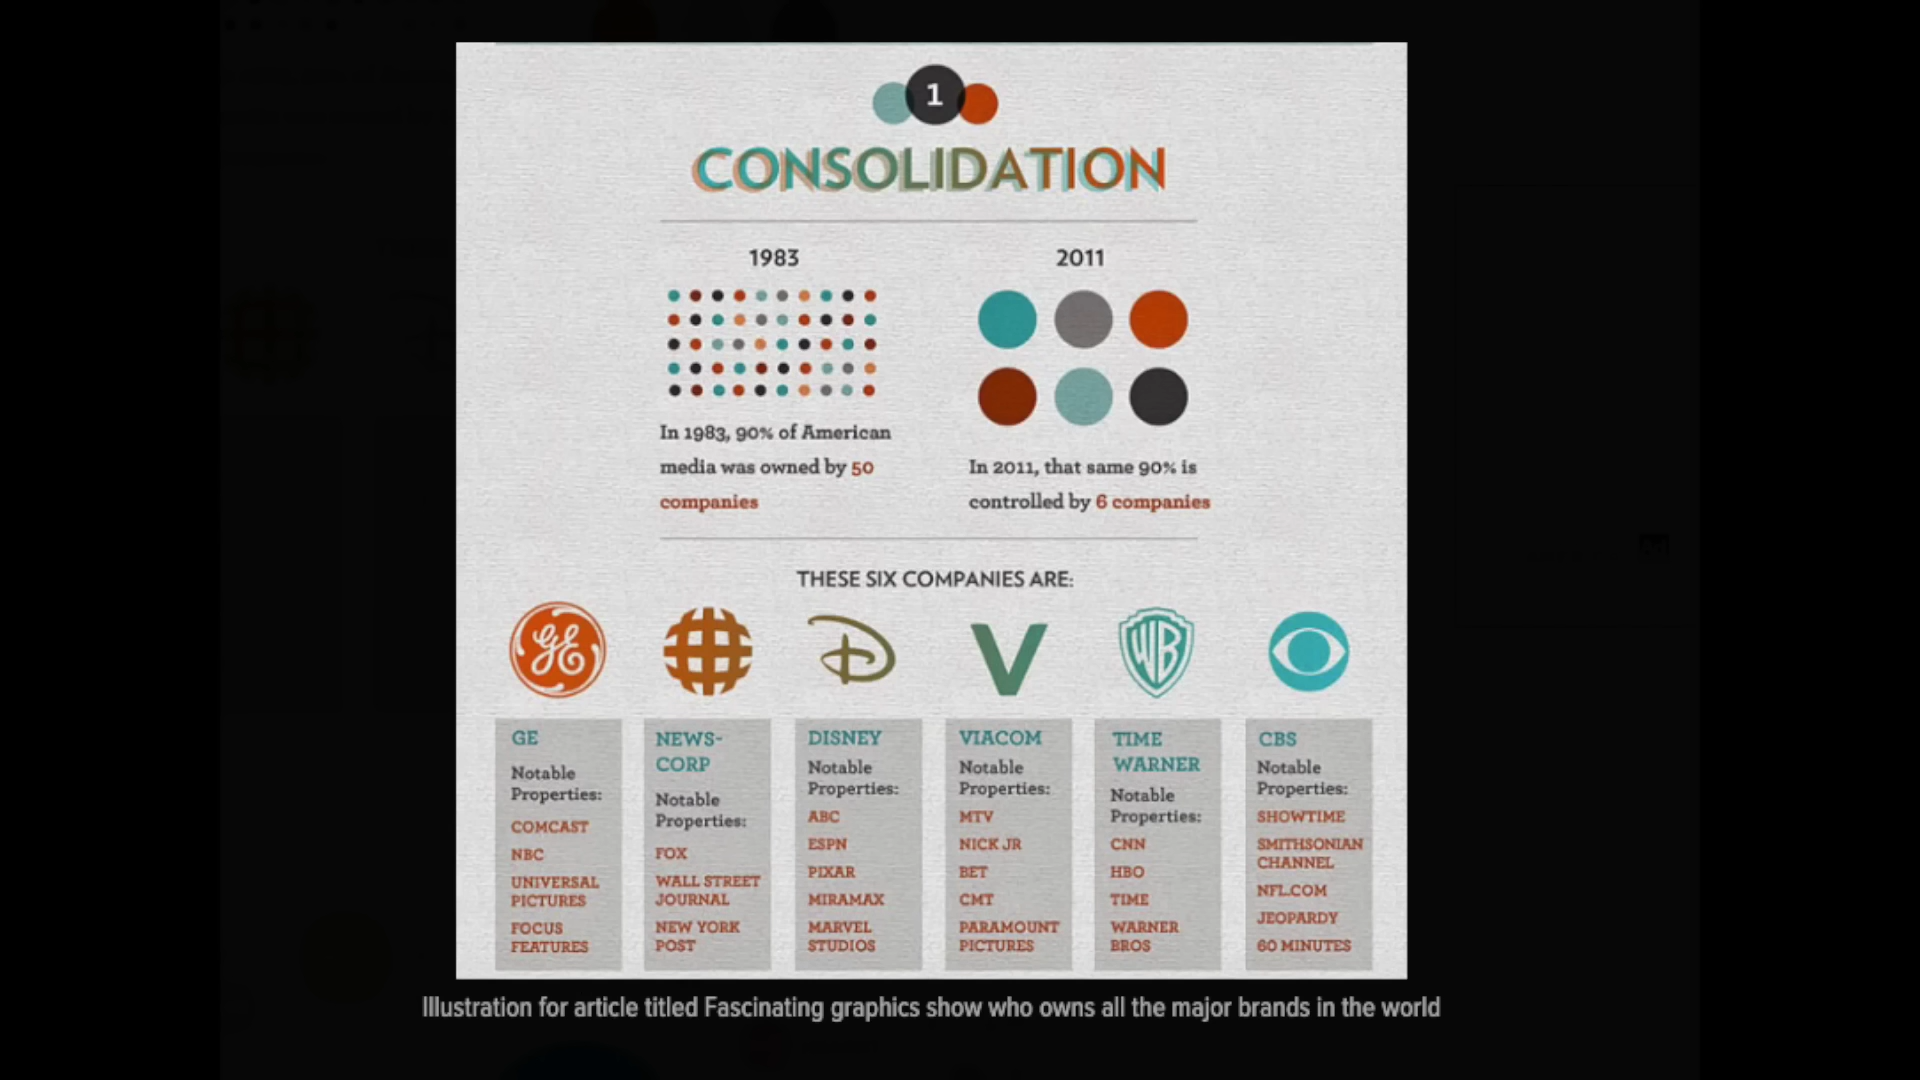 1
CONSOLIDATION
1983
2011
In 1983, 90% of American
media was owned by 50
companies
In 2011, that same 90% is
controlled by 6 companies
THESE SIX COMPANIES ARE:
GE
V
WB
GE
Notable
Properties:
COMCAST
NBC
UNIVERSAL
PICTURES
FOCUS
FEATURES
NEWS-
CORP
Notable
Properties:
FOX
WALL STREET
JOURNAL
NEW YORK
POST
DISNEY
Notable
Properties:
ABC
ESPN
PIXAR
MIRAMAX
MARVEL
STUDIOS
VIACOM
Notable
Properties:
MTV
NICK JR
BET
CMT
PARAMOUNT
PICTURES
TIME
WARNER
Notable
Properties:
CNN
HBO
TIME
WARNER
BROS
CBS
Notable
Properties:
SHOWTIME
SMITHSONIAN
CHANNEL
NFL.COM
JEOPARDY
60 MINUTES
Illustration for article titled Fascinating graphics show who owns all the major brands in the world